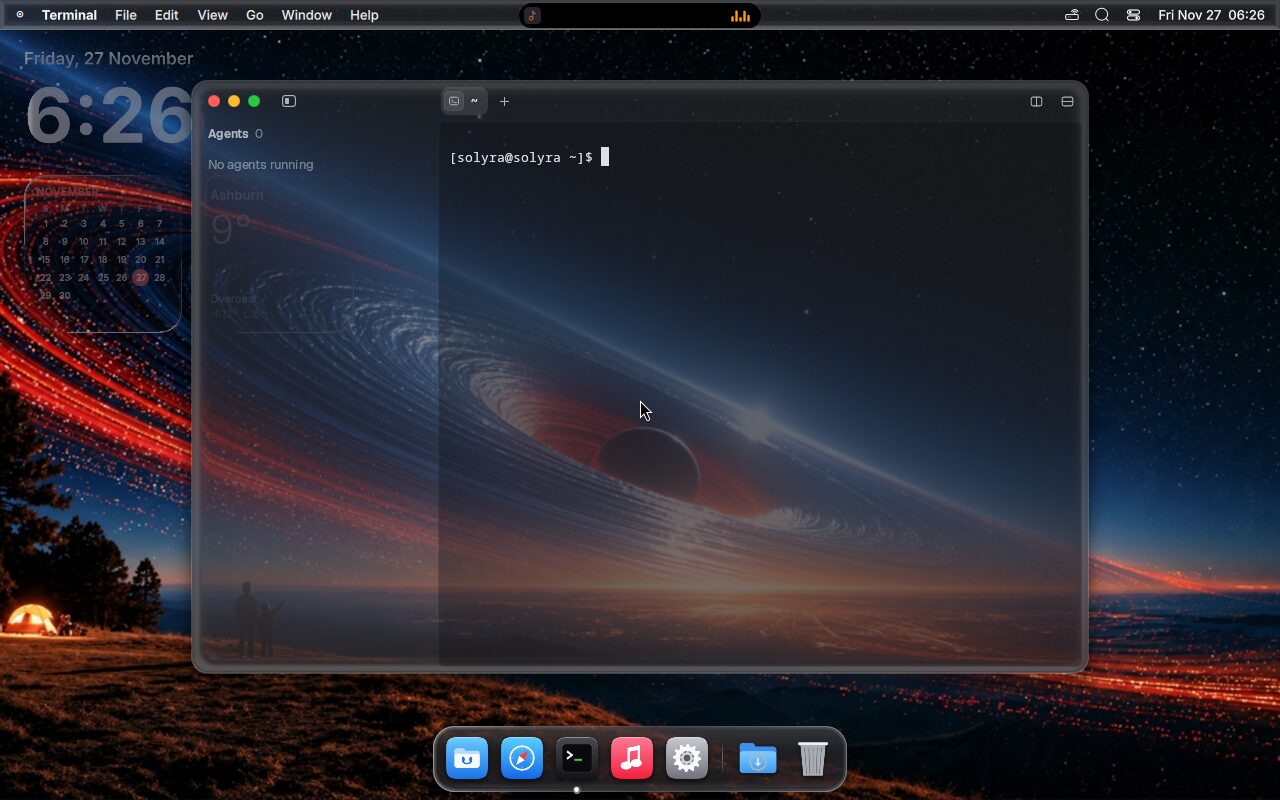 Terminal File Edit View Go Window Help
Fri Nov 27 06:26
Friday, 27 November
6:26
~
Agents 0
No agents running
[solyra@solyra ~]$
Ashburn
9°
Overcast
H:12° L:6°
NOVEMBER
S M T W T F S
1 2 3 4 5 6 7
8 9 10 11 12 13 14
15 16 17 18 19 20 21
22 23 24 25 26 27 28
29 30